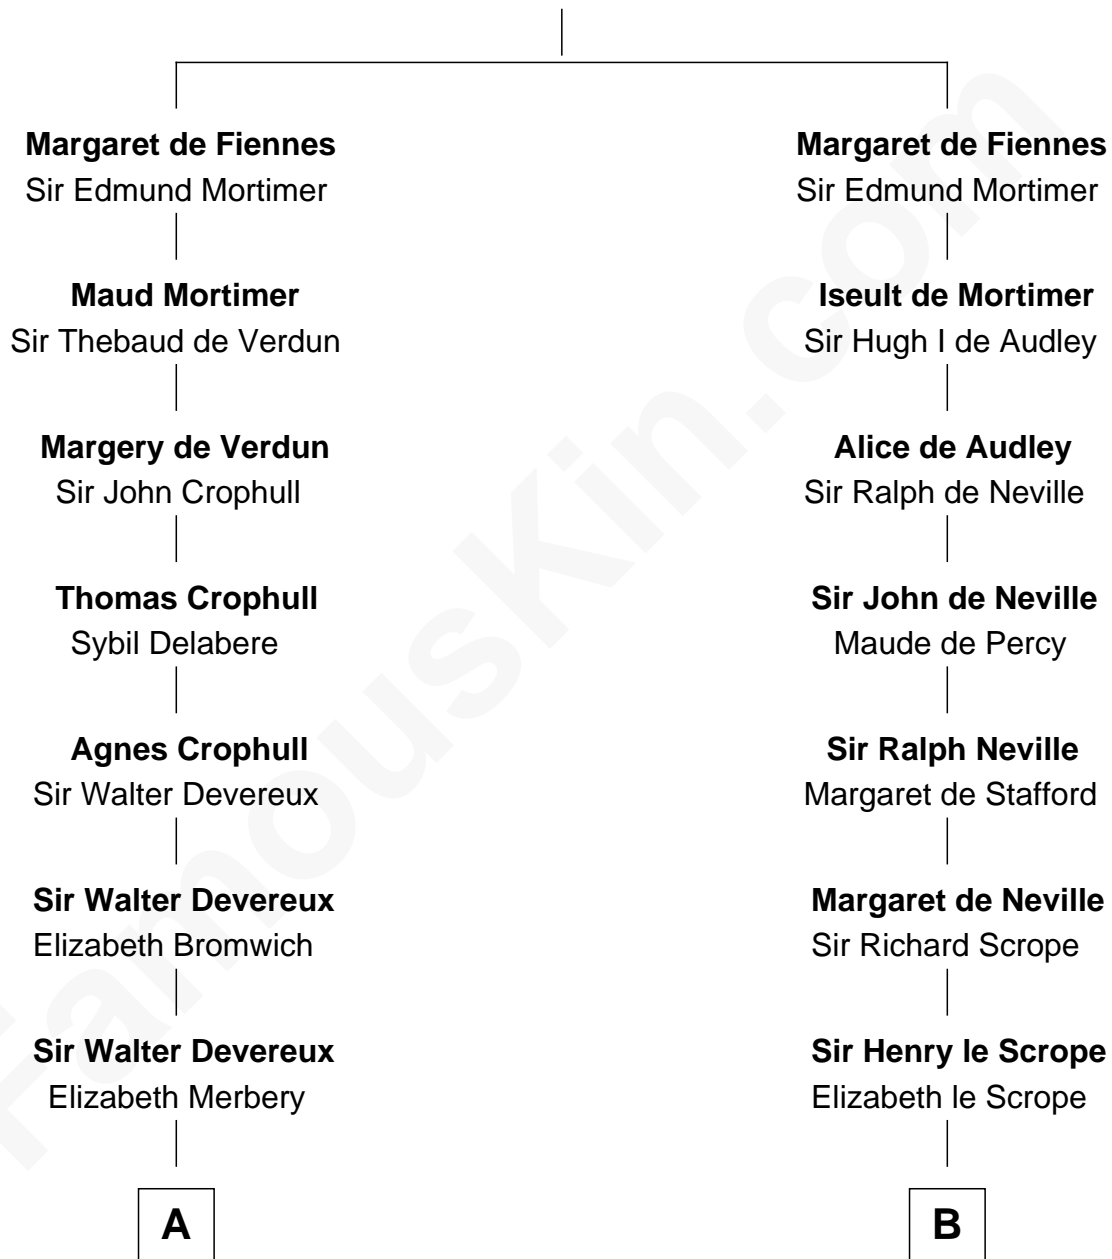 Margaret de Fiennes
Sir Edmund Mortimer
Maud Mortimer
Sir Thebaud de Verdun
Margery de Verdun
Sir John Crophull
Thomas Crophull
Sybil Delabere
Agnes Crophull
Sir Walter Devereux
Sir Walter Devereux
Elizabeth Bromwich
Sir Walter Devereux
Elizabeth Merbery
A
Margaret de Fiennes
Sir Edmund Mortimer
Iseult de Mortimer
Sir Hugh I de Audley
Alice de Audley
Sir Ralph de Neville
Sir John de Neville
Maude de Percy
Sir Ralph Neville
Margaret de Stafford
Margaret de Neville
Sir Richard Scrope
Sir Henry le Scrope
Elizabeth le Scrope
B
FamousKin.com